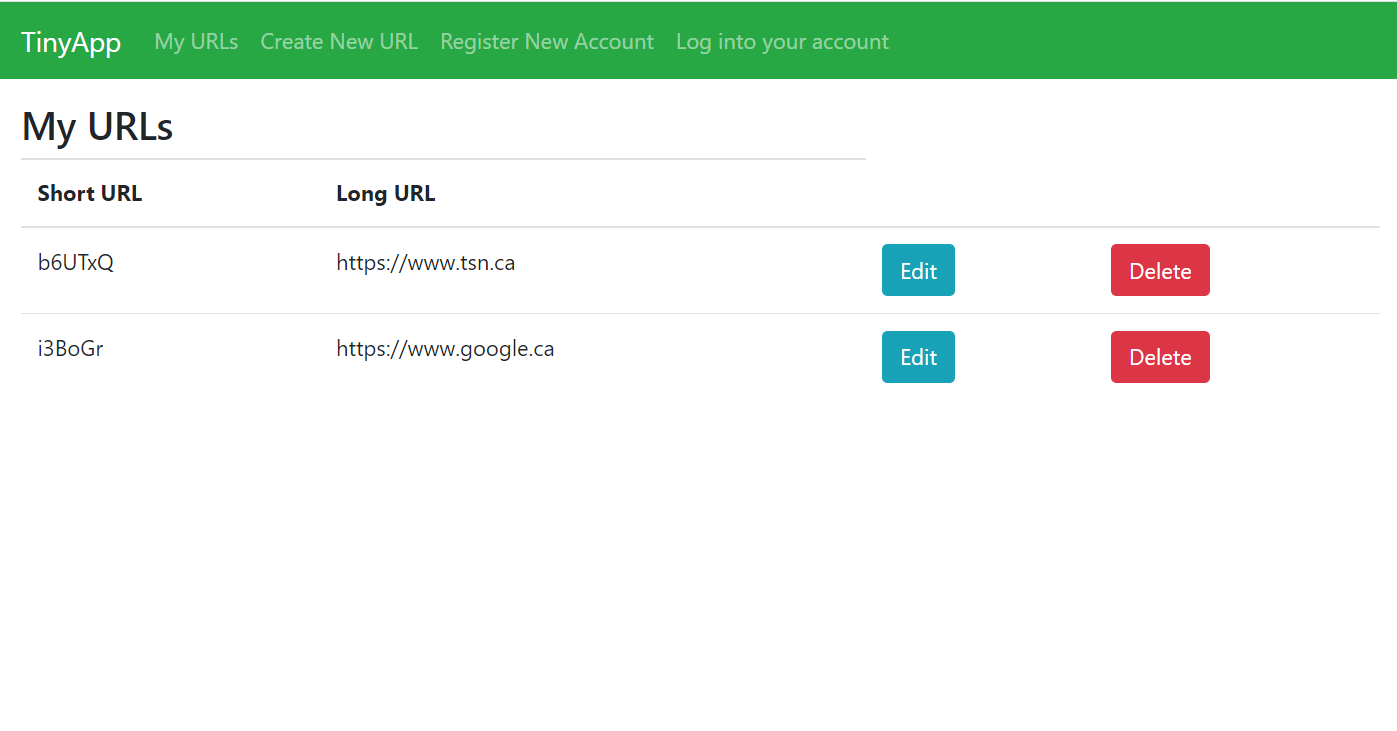 TinyApp My URLs Create New URL Register New Account Log into your account
My URLs
Short URL Long URL
b6UTxQ https://www.tsn.ca Edit Delete
i3BoGr https://www.google.ca Edit Delete